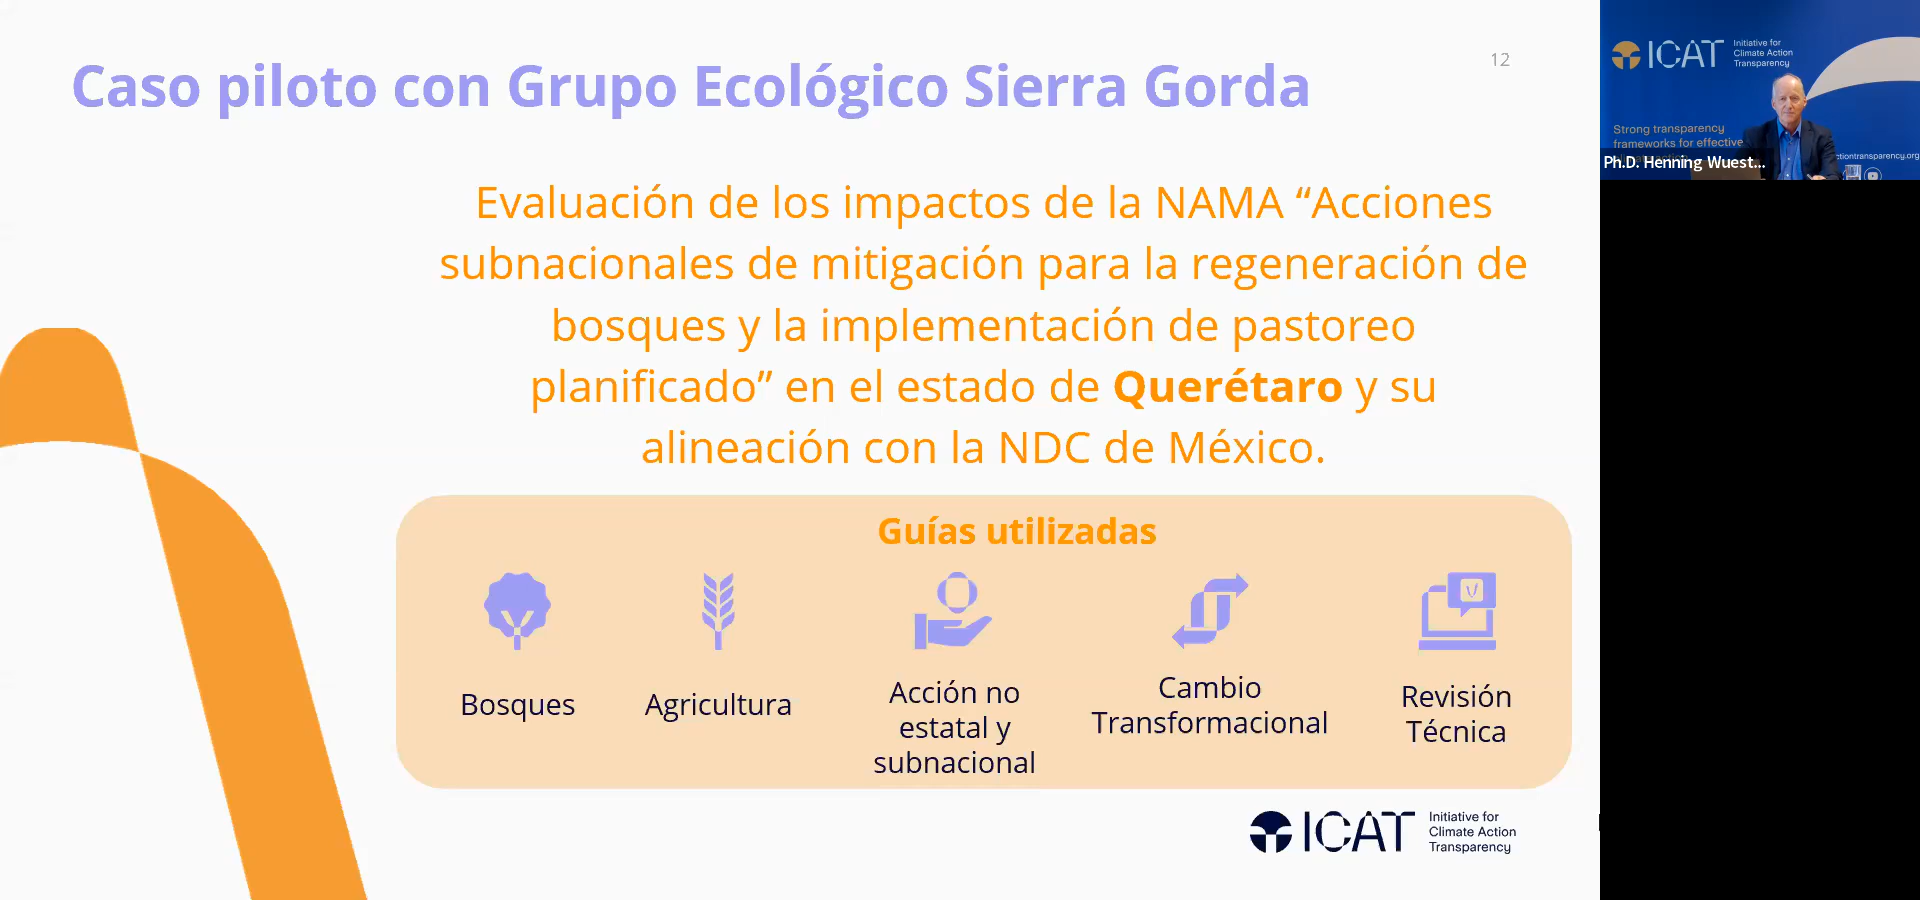 Caso piloto con Grupo Ecológico Sierra Gorda
12
Evaluación de los impactos de la NAMA “Acciones
subnacionales de mitigación para la regeneración de
bosques y la implementación de pastoreo
planificado” en el estado de Querétaro y su
alineación con la NDC de México.
Guías utilizadas
Bosques
Agricultura
Acción no
estatal y
subnacional
Cambio
Transformacional
Revisión
Técnica
ICAT
Initiative for
Climate Action
Transparency
ICAT
Initiative for
Climate Action
Transparency
Strong transparency
frameworks for effective
ctiontransparency.org
Ph.D. Henning Wuest...